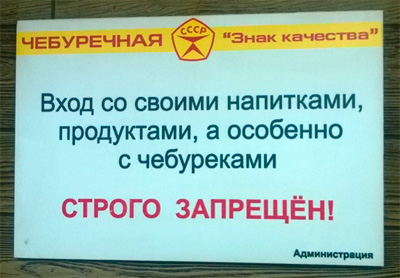 ЧЕБУРЕЧНАЯ СССР "Знак качества"
Вход со своими напитками,
продуктами, а особенно
с чебуреками
СТРОГО ЗАПРЕЩЁН!
Администрация